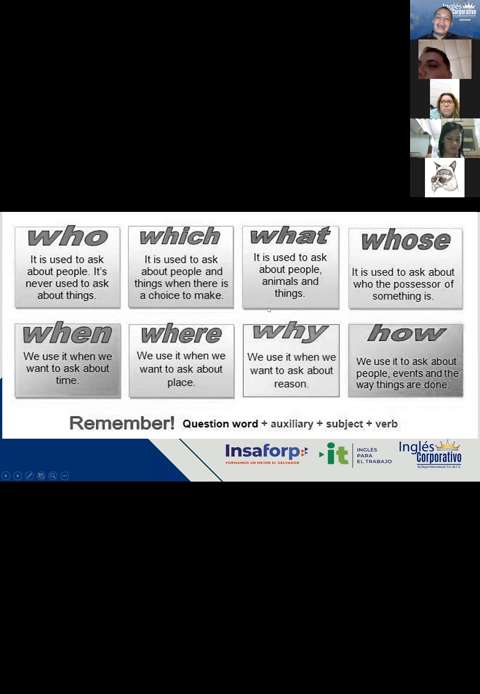 Inglés
Corporativo
who
It is used to ask
about people. It's
never used to ask
about things.
which
It is used to ask
about people and
things when there is
a choice to make.
what
It is used to ask
about people,
animals and
things.
whose
It is used to ask about
who the possessor of
something is.
when
We use it when we
want to ask about
time.
where
We use it when we
want to ask about
place.
why
We use it when we
want to ask about
reason.
how
We use it to ask about
people, events and the
way things are done.
Remember! Question word + auxiliary + subject + verb
Insaforp
FORMANDO UN MEJOR EL SALVADOR
it
INGLÉS
PARA
EL TRABAJO
Inglés
Corporativo